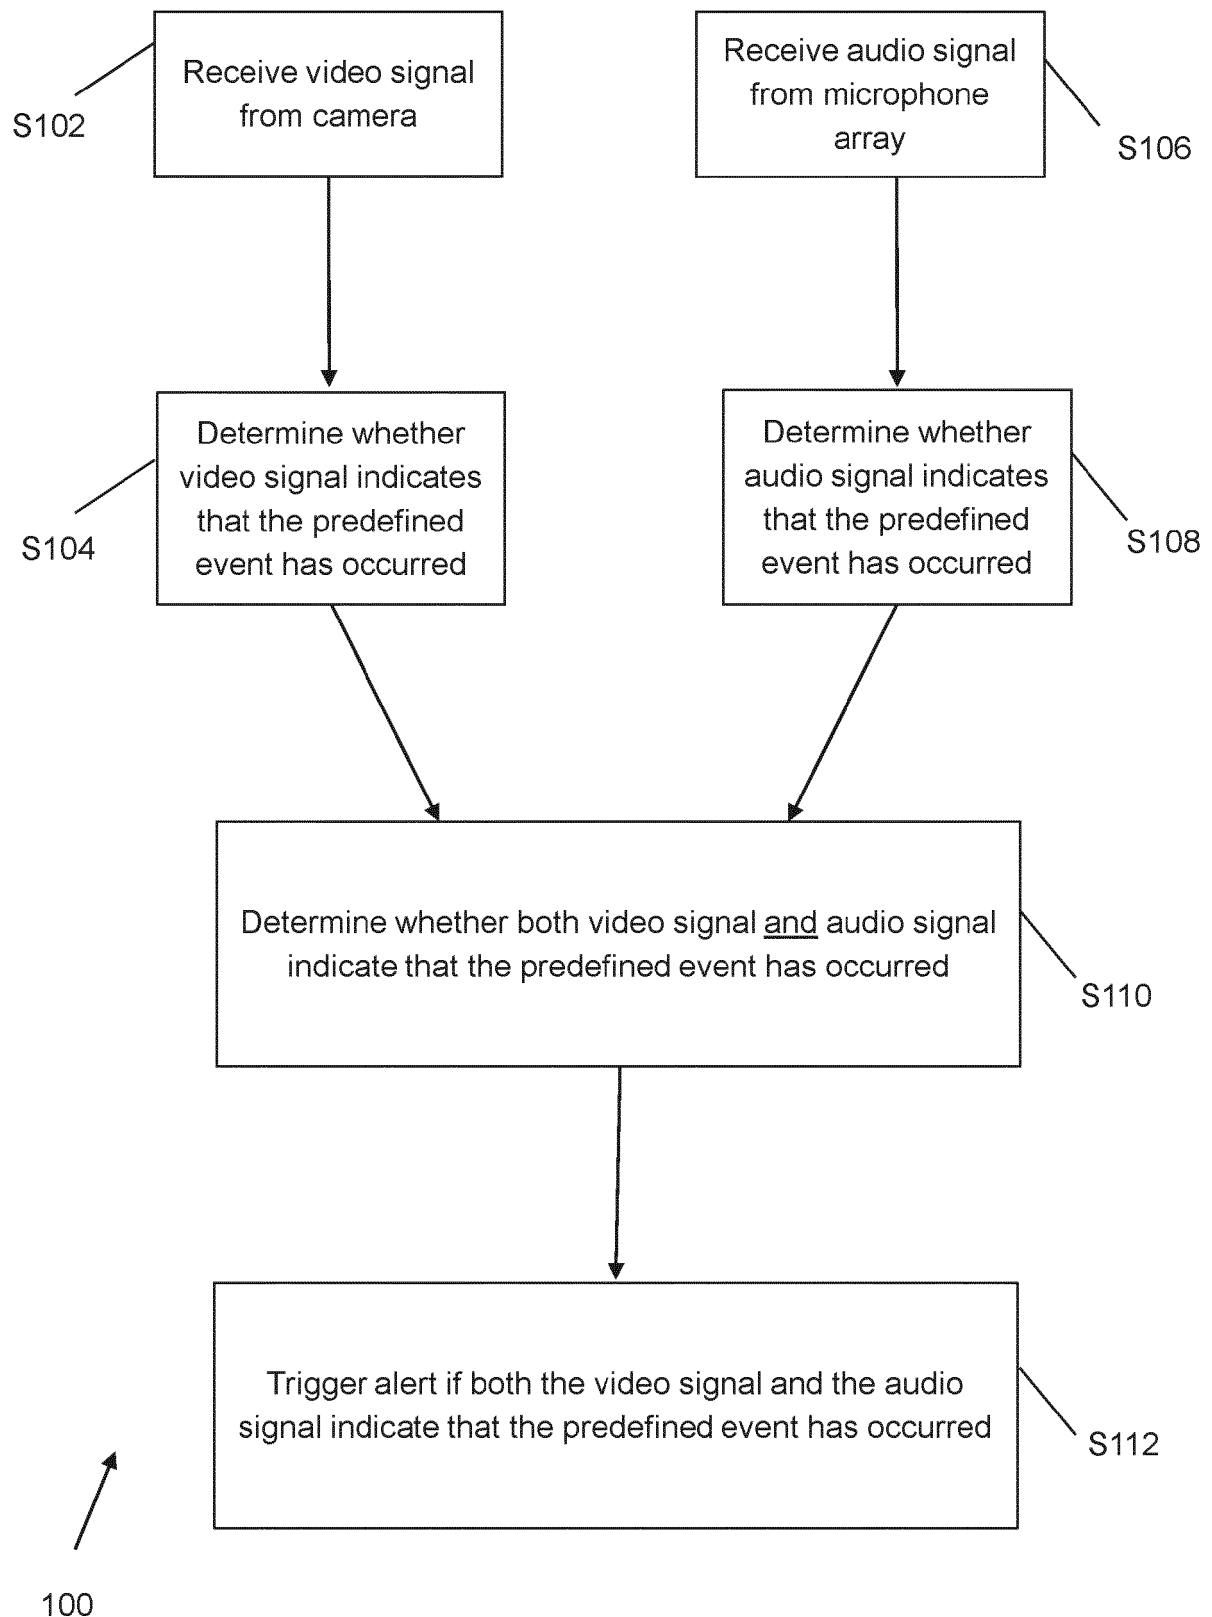 Receive video signal
from camera
S102
Receive audio signal
from microphone
array
S106
Determine whether
video signal indicates
that the predefined
event has occurred
S104
Determine whether
audio signal indicates
that the predefined
event has occurred
S108
Determine whether both video signal and audio signal
indicate that the predefined event has occurred
S110
Trigger alert if both the video signal and the audio
signal indicate that the predefined event has occurred
S112
100